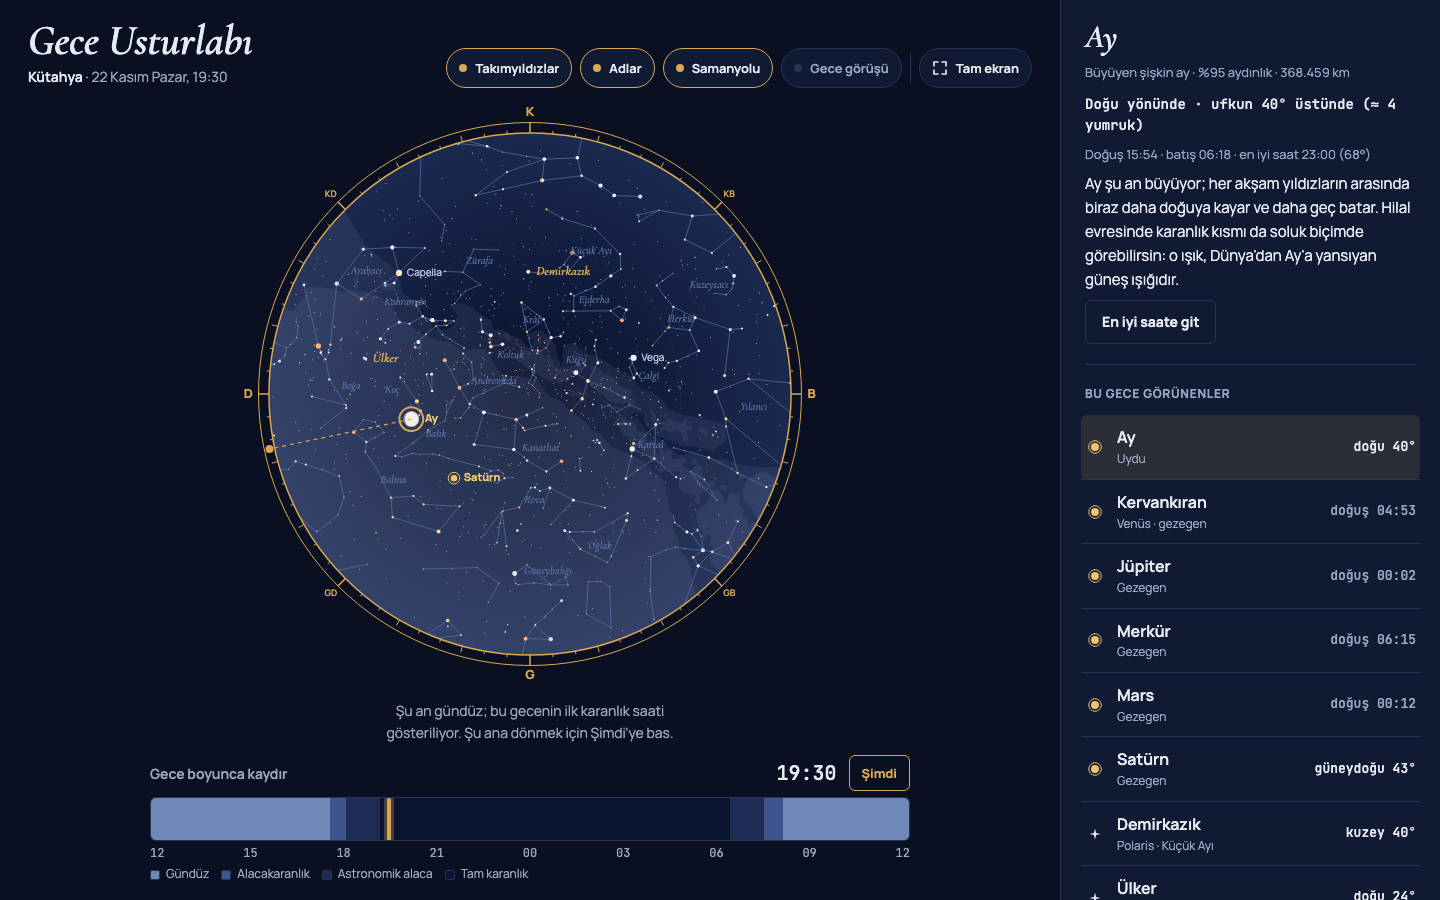 Gece Usturlabı
Kütahya · 22 Kasım Pazar, 19:30
Takımyıldızlar
Adlar
Samanyolu
Gece görüşü
Tam ekran
K
KD
KB
Küçük Ayı
Zürafa
Arabacı
Capella
Demirkazık
Kuzeytacı
Kahraman
Ejderha
Kral
Herkül
Ülker
Koltuk
Kuğu
Vega
Çalgı
Boğa
Koç
Andromeda
D
B
Yılancı
Ay
Balık
Kanatlıat
Kartal
Balina
Satürn
Kova
Oğlak
Güneybalığı
GD
GB
G
Şu an gündüz; bu gecenin ilk karanlık saati
gösteriliyor. Şu ana dönmek için Şimdi'ye bas.
Gece boyunca kaydır
19:30
Şimdi
12 15 18 21 00 03 06 09 12
Gündüz Alacakaranlık Astronomik alaca Tam karanlık
Ay
Büyüyen şişkin ay · %95 aydınlık · 368.459 km
Doğu yönünde · ufkun 40° üstünde (≈ 4
yumruk)
Doğuş 15:54 · batış 06:18 · en iyi saat 23:00 (68°)
Ay şu an büyüyor; her akşam yıldızların arasında
biraz daha doğuya kayar ve daha geç batar. Hilal
evresinde karanlık kısmı da soluk biçimde
görebilirsin: o ışık, Dünya'dan Ay'a yansıyan
güneş ışığıdır.
En iyi saate git
BU GECE GÖRÜNENLER
Ay
doğu 40°
Uydu
Kervankıran
doğuş 04:53
Venüs · gezegen
Jüpiter
doğuş 00:02
Gezegen
Merkür
doğuş 06:15
Gezegen
Mars
doğuş 00:12
Gezegen
Satürn
güneydoğu 43°
Gezegen
Demirkazık
kuzey 40°
Polaris · Küçük Ayı
Ülker
doğu 24°